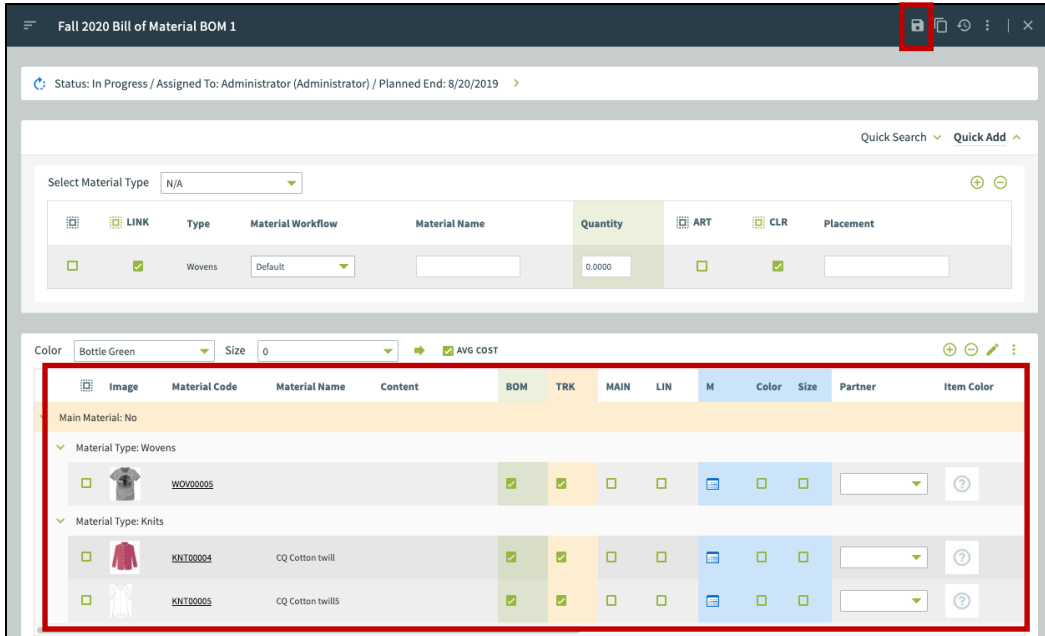 Fall 2020 Bill of Material BOM 1
Status: In Progress / Assigned To: Administrator (Administrator) / Planned End: 8/20/2019
Quick Search Quick Add
Select Material Type N/A
LINK Type Material Workflow Material Name Quantity ART CLR Placement
Wovens Default 0.0000
Color Bottle Green Size 0 AVG COST
Image Material Code Material Name Content BOM TRK MAIN LIN M Color Size Partner Item Color
Main Material: No
Material Type: Wovens
WOV00005
Material Type: Knits
KNT00004 CQ Cotton twill
KNT00005 CQ Cotton twill5